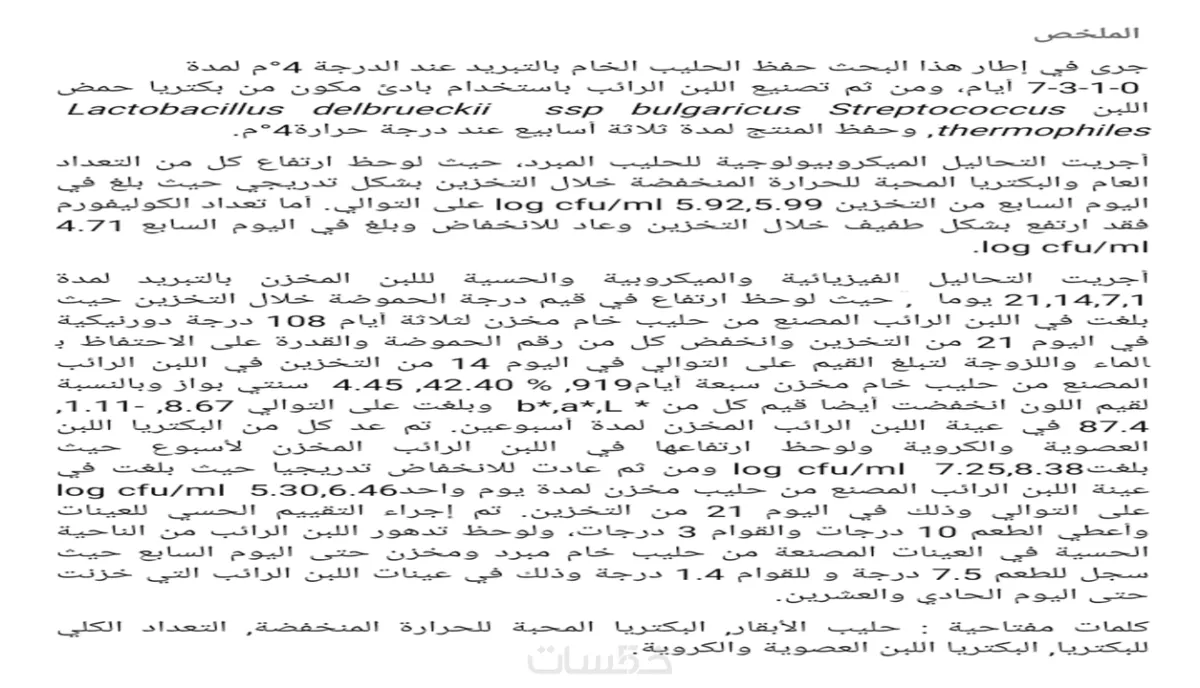 الملخص
جرى في إطار هذا البحث حفظ الحليب الخام بالتبريد عند الدرجة 4°م لمدة
0-1-3-7 أيام، ومن ثم تصنيع اللبن الرائب باستخدام بادئ مكون من بكتريا حمض
اللبن Lactobacillus delbrueckii ssp bulgaricus Streptococcus
thermophiles, وحفظ المنتج لمدة ثلاثة أسابيع عند درجة حرارة4°م.
أجريت التحاليل الميكروبيولوجية للحليب المبرد، حيث لوحظ ارتفاع كل من التعداد
العام والبكتريا المحبة للحرارة المنخفضة خلال التخزين بشكل تدريجي حيث بلغ في
اليوم السابع من التخزين log cfu/ml 5.92,5.99 على التوالي. أما تعداد الكوليفورم
فقد ارتفع بشكل طفيف خلال التخزين وعاد للانخفاض وبلغ في اليوم السابع 4.71
log cfu/ml.
أجريت التحاليل الفيزيائية والميكروبية والحسية لللبن المخزن بالتبريد لمدة
21,14,7,1 يوما , حيث لوحظ ارتفاع في قيم درجة الحموضة خلال التخزين حيث
بلغت في اللبن الرائب المصنع من حليب خام مخزن لثلاثة أيام 108 درجة دورنيكية
في اليوم 21 من التخزين وانخفض كل من رقم الحموضة والقدرة على الاحتفاظ ب
الماء واللزوجة لتبلغ القيم على التوالي في اليوم 14 من التخزين في اللبن الرائب
المصنع من حليب خام مخزن سبعة أيام919, % 42.40, 4.45 سنتي بواز وبالنسبة
لقيم اللون انخفضت أيضا قيم كل من * b*,a*,L وبلغت على التوالي 8.67, -1.11,
87.4 في عينة اللبن الرائب المخزن لمدة أسبوعين. تم عد كل من البكتريا اللبن
العصوية والكروية ولوحظ ارتفاعها في اللبن الرائب المخزن لأسبوع حيث
بلغت7.25,8.38 log cfu/ml ومن ثم عادت للانخفاض تدريجيا حيث بلغت في
عينة اللبن الرائب المصنع من حليب مخزن لمدة يوم واحد5.30,6.46 log cfu/ml
على التوالي وذلك في اليوم 21 من التخزين. تم إجراء التقييم الحسي للعينات
وأعطي الطعم 10 درجات والقوام 3 درجات، ولوحظ تدهور اللبن الرائب من الناحية
الحسية في العينات المصنعة من حليب خام مبرد ومخزن حتى اليوم السابع حيث
سجل للطعم 7.5 درجة و للقوام 1.4 درجة وذلك في عينات اللبن الرائب التي خزنت
حتى اليوم الحادي والعشرين.
كلمات مفتاحية : حليب الأبقار, البكتريا المحبة للحرارة المنخفضة, التعداد الكلي
للبكتريا, البكتريا اللبن العصوية والكروية.
خمسات